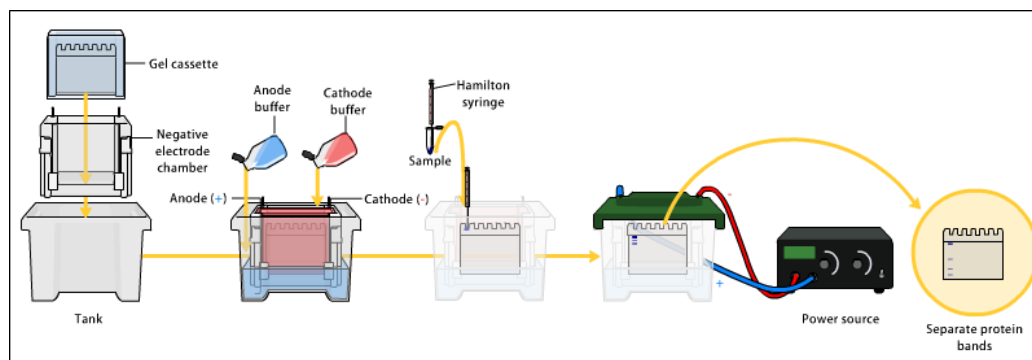 Gel cassette
Negative
electrode
chamber
Tank
Anode
buffer
Cathode
buffer
Anode (+)
Cathode (-)
Hamilton
syringe
Sample
-
+
Power source
Separate protein
bands